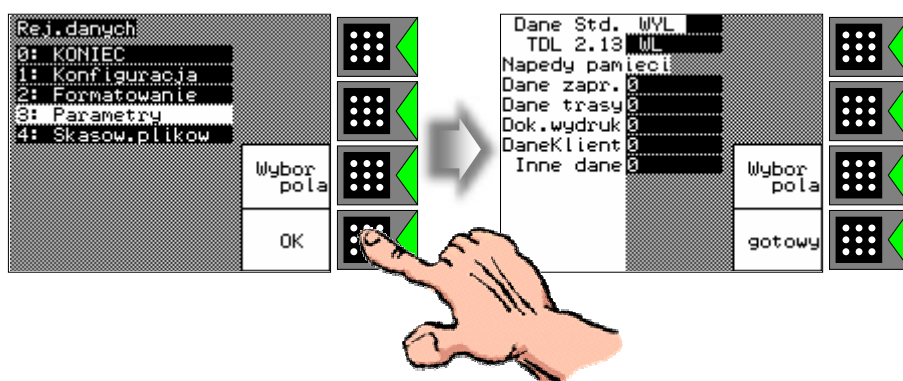 Rej.danych
0: KONIEC
1: Konfiguracja
2: Formatowanie
3: Parametry
4: Skasow.plikow
Wybor
pola
OK
Dane Std. WYL
TDL 2.13 WL
Napedy pamieci
Dane zapr. 0
Dane trasy 0
Dok.wydruk 0
DaneKlient 0
Inne dane 0
Wybor
pola
gotowy